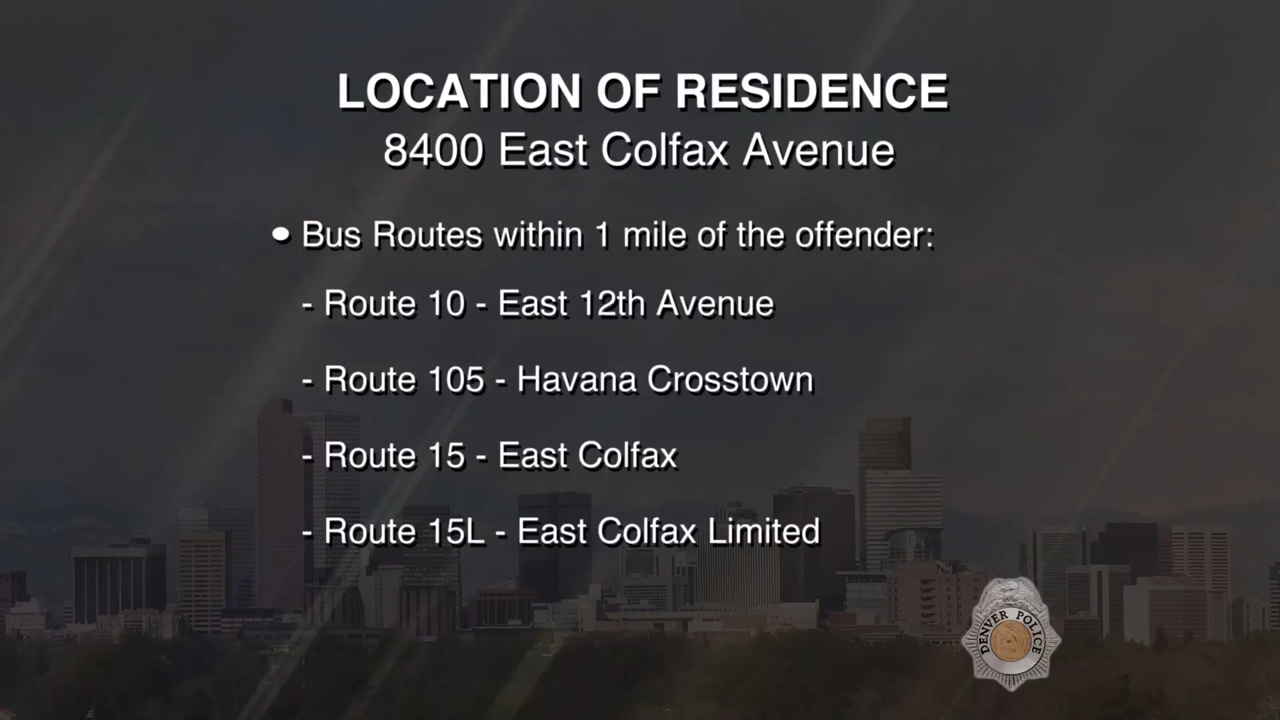 LOCATION OF RESIDENCE
8400 East Colfax Avenue
• Bus Routes within 1 mile of the offender:
- Route 10 - East 12th Avenue
- Route 105 - Havana Crosstown
- Route 15 - East Colfax
- Route 15L - East Colfax Limited
DENVER POLICE